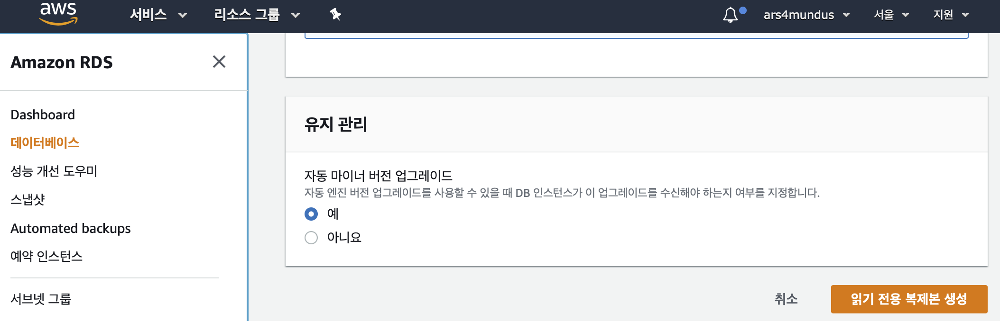 aws 서비스 리소스 그룹 ars4mundus 서울 지원
Amazon RDS
Dashboard
데이터베이스
성능 개선 도우미
스냅샷
Automated backups
예약 인스턴스
서브넷 그룹
유지 관리
자동 마이너 버전 업그레이드
자동 엔진 버전 업그레이드를 사용할 수 있을 때 DB 인스턴스가 이 업그레이드를 수신해야 하는지 여부를 지정합니다.
예
아니요
취소 읽기 전용 복제본 생성